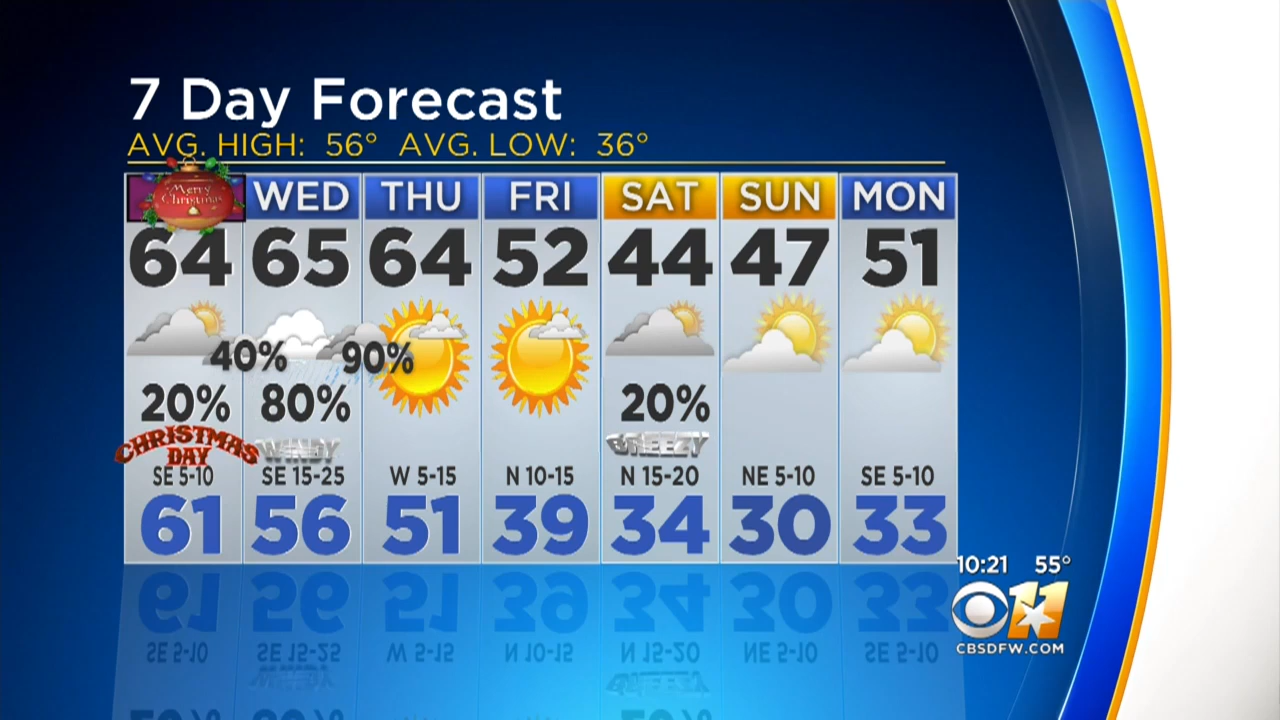 7 Day Forecast
AVG. HIGH: 56° AVG. LOW: 36°
Merry Christmas WED THU FRI SAT SUN MON
64 65 64 52 44 47 51
40% 90%
20% 80% 20%
CHRISTMAS DAY WINDY BREEZY
SE 5-10 SE 15-25 W 5-15 N 10-15 N 15-20 NE 5-10 SE 5-10
61 56 51 39 34 30 33
10:21 55°
11
CBSDFW.COM